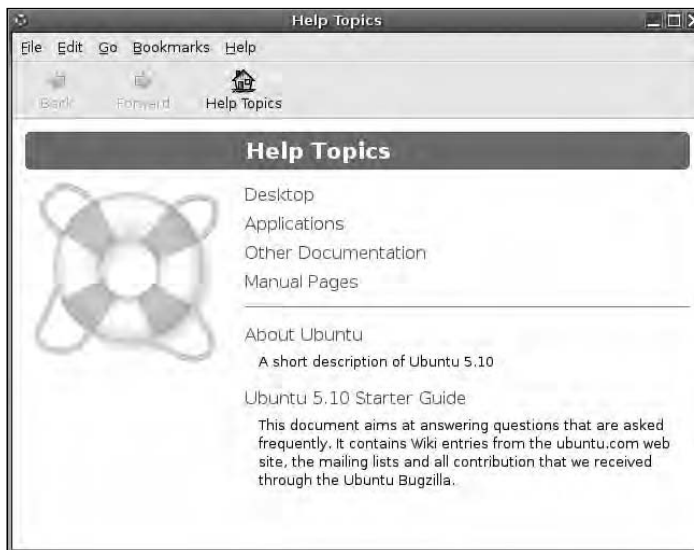 Help Topics
File Edit Go Bookmarks Help
Back Forward Help Topics
Help Topics
Desktop
Applications
Other Documentation
Manual Pages
About Ubuntu
A short description of Ubuntu 5.10
Ubuntu 5.10 Starter Guide
This document aims at answering questions that are asked
frequently. It contains Wiki entries from the ubuntu.com web
site, the mailing lists and all contribution that we received
through the Ubuntu Bugzilla.